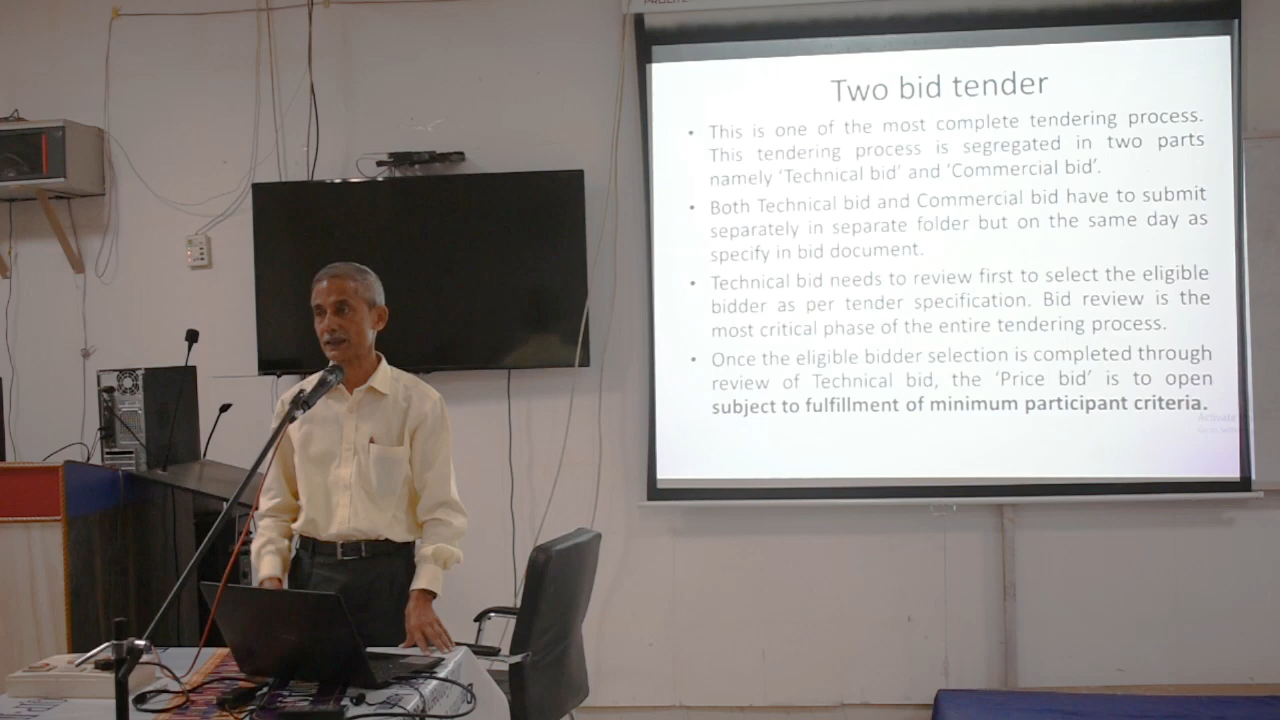 Two bid tender
• This is one of the most complete tendering process.
This tendering process is segregated in two parts
namely ‘Technical bid’ and ‘Commercial bid’.
• Both Technical bid and Commercial bid have to submit
separately in separate folder but on the same day as
specify in bid document.
• Technical bid needs to review first to select the eligible
bidder as per tender specification. Bid review is the
most critical phase of the entire tendering process.
• Once the eligible bidder selection is completed through
review of Technical bid, the ‘Price bid’ is to open
subject to fulfillment of minimum participant criteria.
Activate